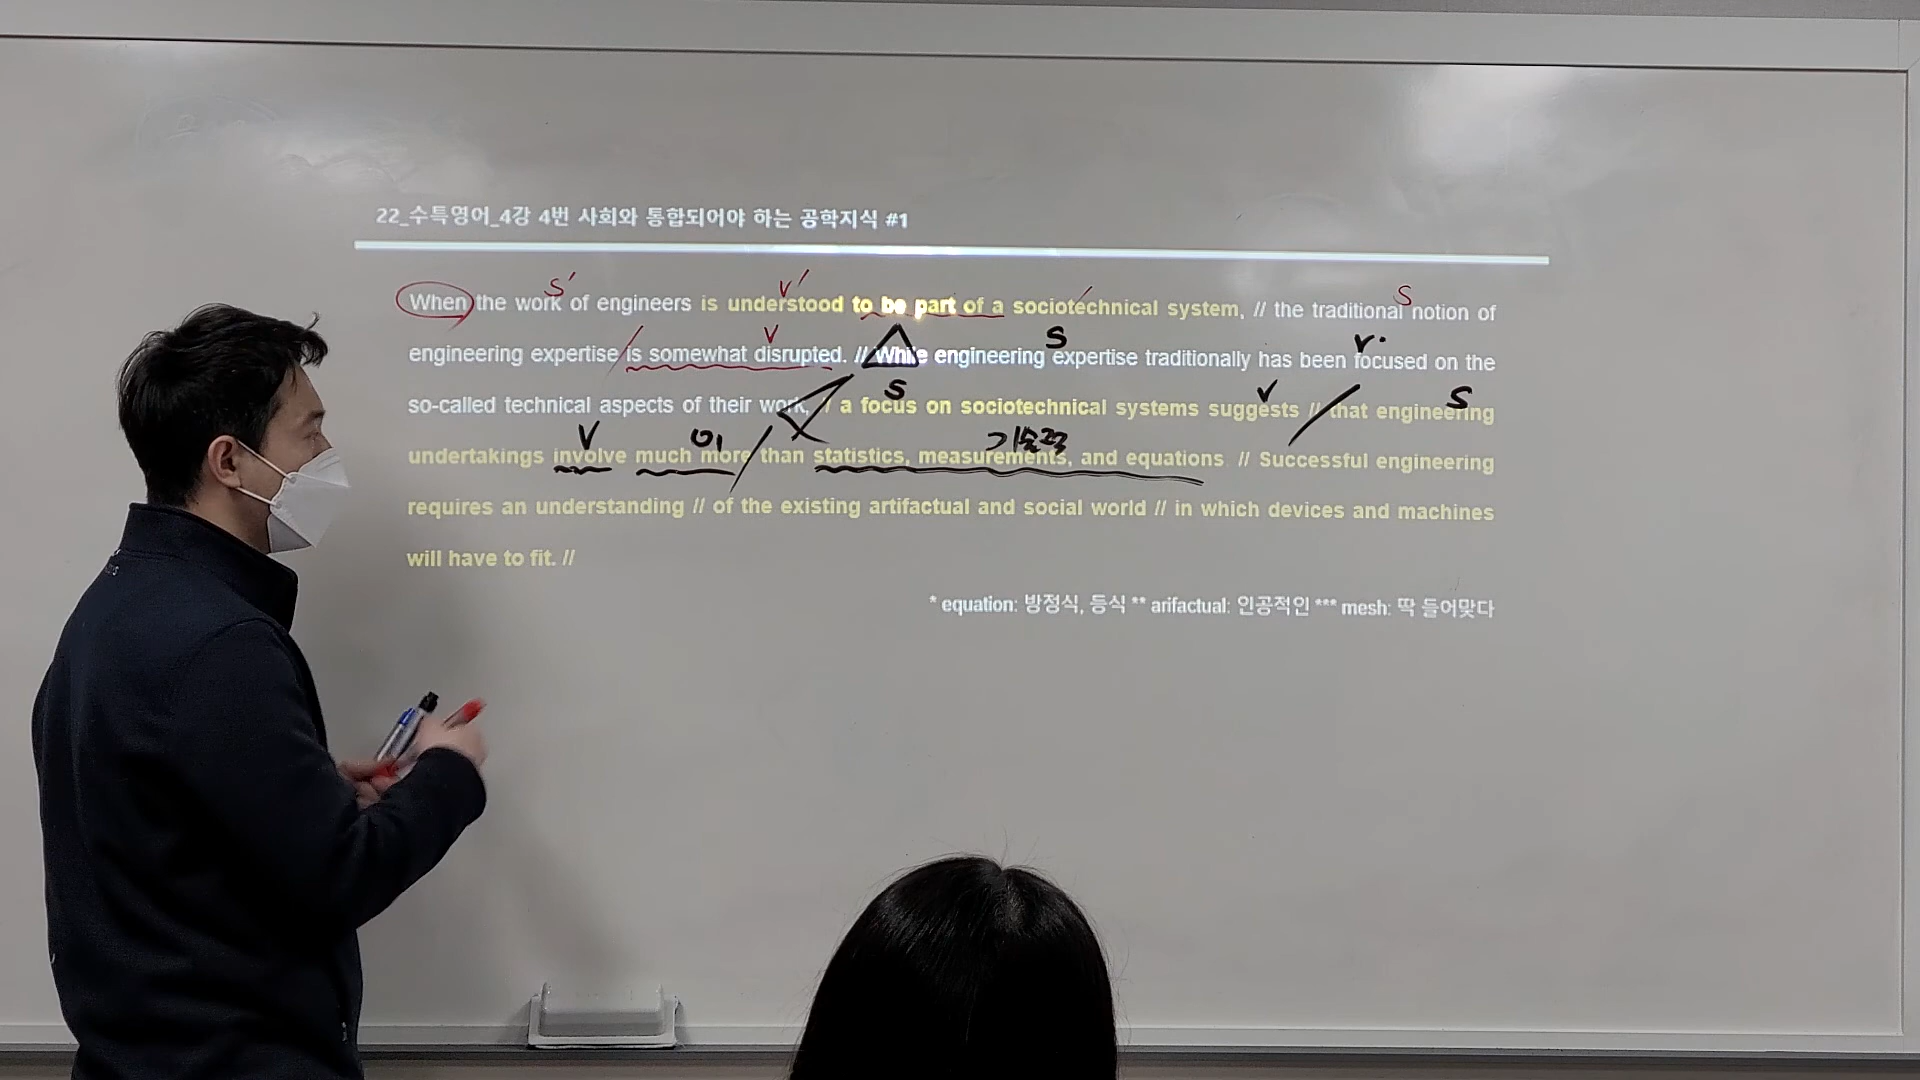 22_수특영어_4강 4번 사회와 통합되어야 하는 공학지식 #1
S' V' S
When the work of engineers is understood to be part of a sociotechnical system, // the traditional notion of
V S V
engineering expertise is somewhat disrupted. // While engineering expertise traditionally has been focused on the
S V S
so-called technical aspects of their work, // a focus on sociotechnical systems suggests // that engineering
V 기술적
undertakings involve much more than statistics, measurements, and equations // Successful engineering
requires an understanding // of the existing artifactual and social world // in which devices and machines
will have to fit. //
* equation: 방정식, 등식 ** arifactual: 인공적인 *** mesh: 딱 들어맞다